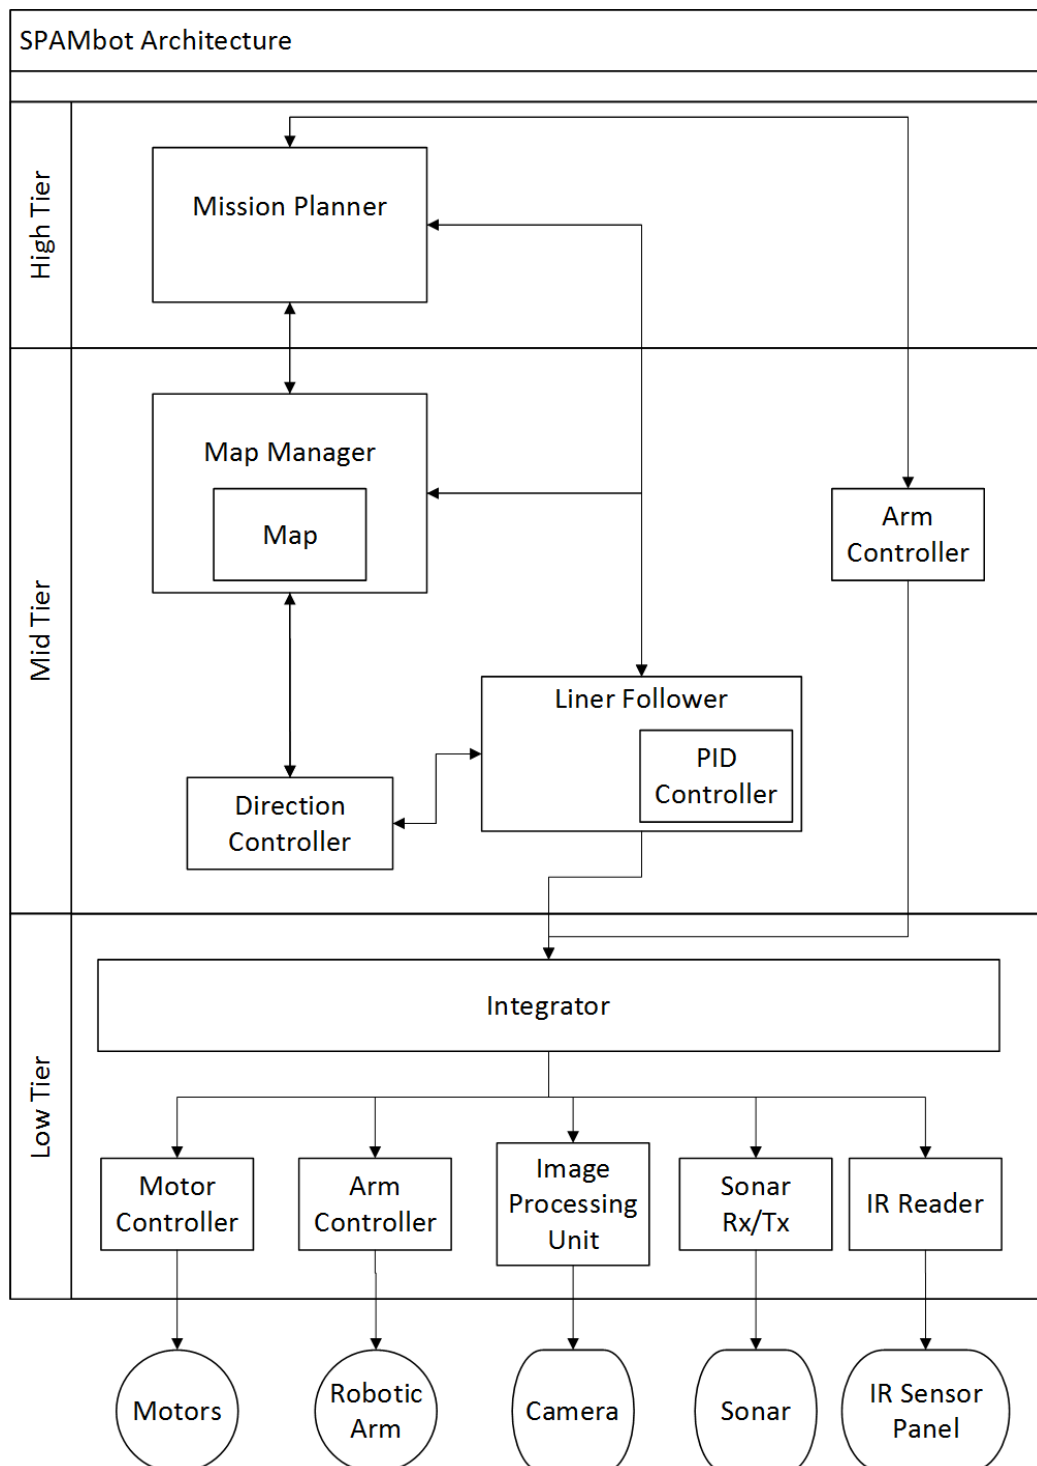 SPAMbot Architecture
High Tier
Mission Planner
Mid Tier
Map Manager
Map
Arm
Controller
Liner Follower
PID
Controller
Direction
Controller
Low Tier
Integrator
Motor
Controller
Arm
Controller
Image
Processing
Unit
Sonar
Rx/Tx
IR Reader
Motors
Robotic
Arm
Camera
Sonar
IR Sensor
Panel